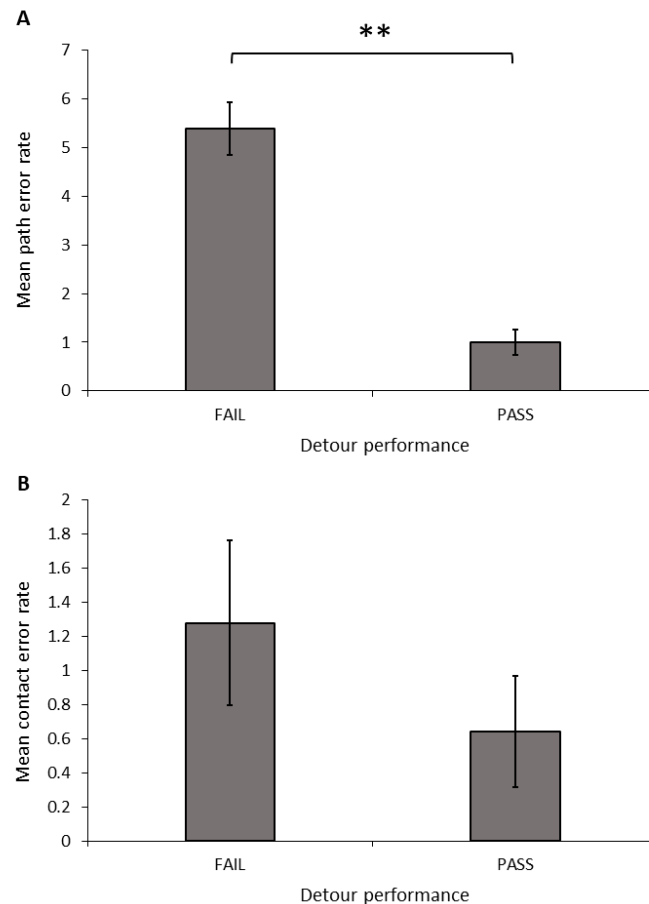 A
**
7
6
5
4
3
2
1
0
Mean path error rate
FAIL PASS
Detour performance
B
2
1.8
1.6
1.4
1.2
1
0.8
0.6
0.4
0.2
0
Mean contact error rate
FAIL PASS
Detour performance